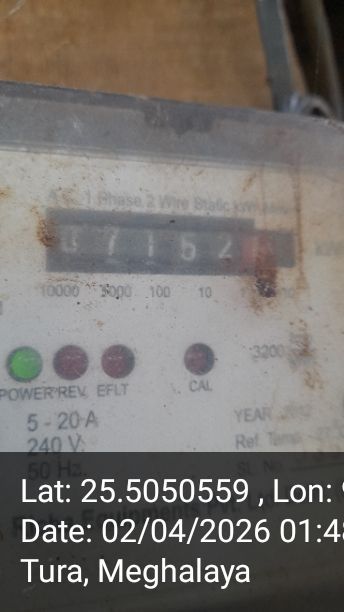 1 Phase 2 Wire Static
0 7 1 5 2
10000 1000 100 10 1
3200
POWER REV EFLT CAL
5 - 20 A
240 V
50 Hz
YEAR
Ref. Temp
SL No
Equipments Pvt.
Lat: 25.5050559 , Lon:
Date: 02/04/2026 01:48
Tura, Meghalaya